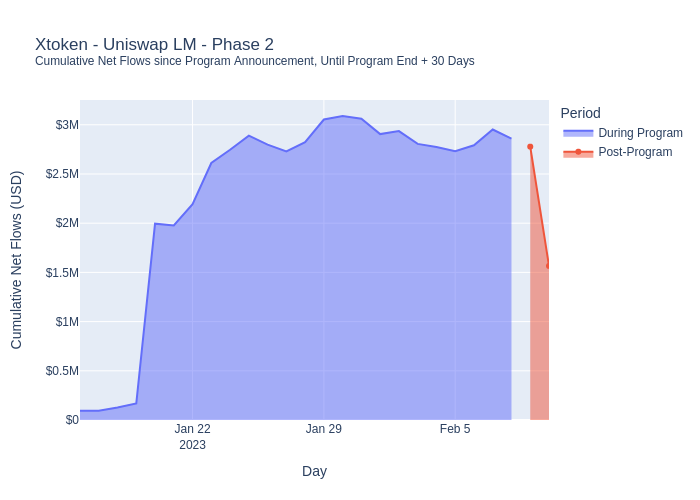 Xtoken - Uniswap LM - Phase 2
Cumulative Net Flows since Program Announcement, Until Program End + 30 Days
Period
During Program
Post-Program
Cumulative Net Flows (USD)
$3M
$2.5M
$2M
$1.5M
$1M
$0.5M
$0
Jan 22
2023
Jan 29
Feb 5
Day